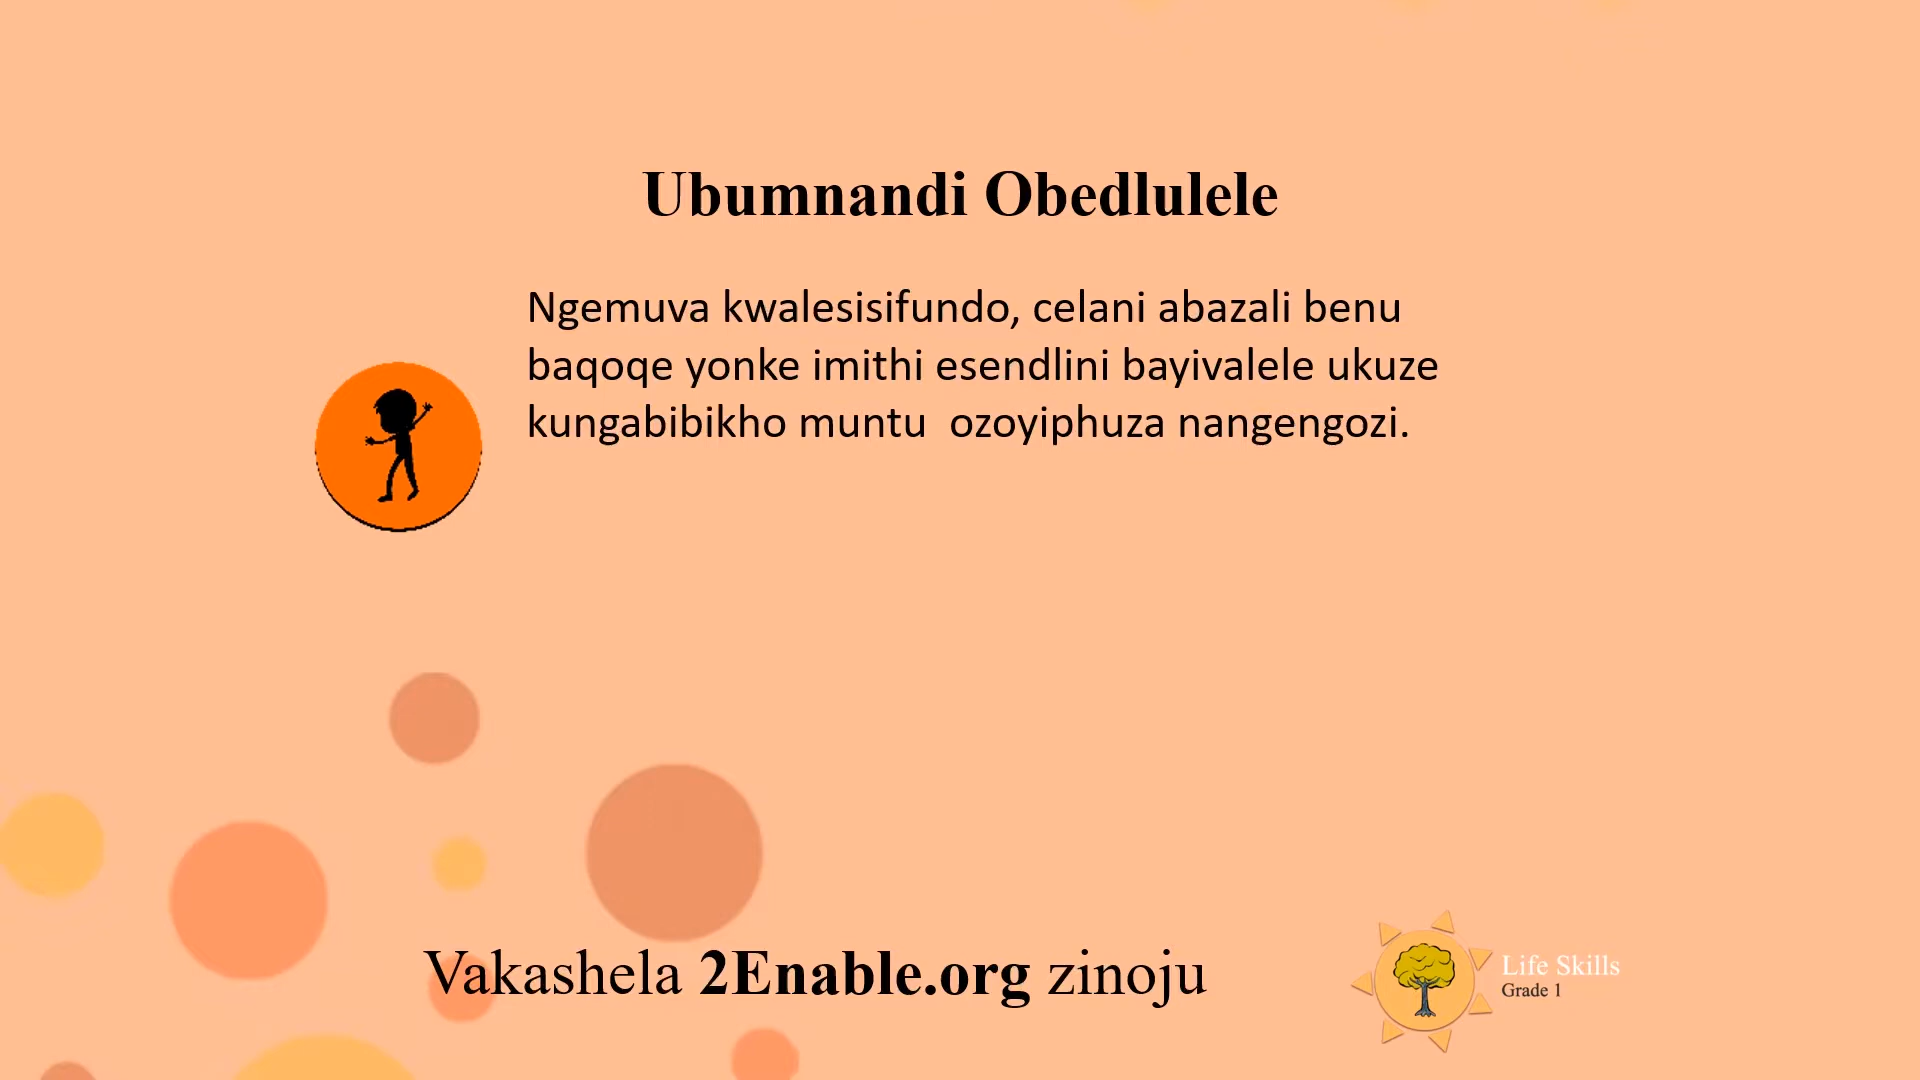 Ubumnandi Obedlulele
Ngemuva kwalesisifundo, celani abazali benu
baqoqe yonke imithi esendlini bayivalele ukuze
kungabibikho muntu  ozoyiphuza nangengozi.
Vakashela 2Enable.org zinoju
Life Skills
Grade 1